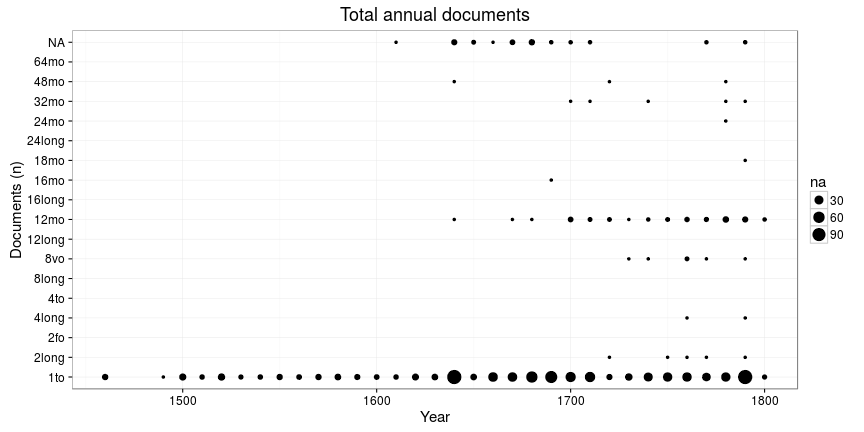 Total annual documents
NA
64mo
48mo
32mo
24mo
24long
18mo
16mo
16long
12mo
12long
8vo
8long
4to
4long
2fo
2long
1to
Documents (n)
1500
1600
1700
1800
Year
na
30
60
90